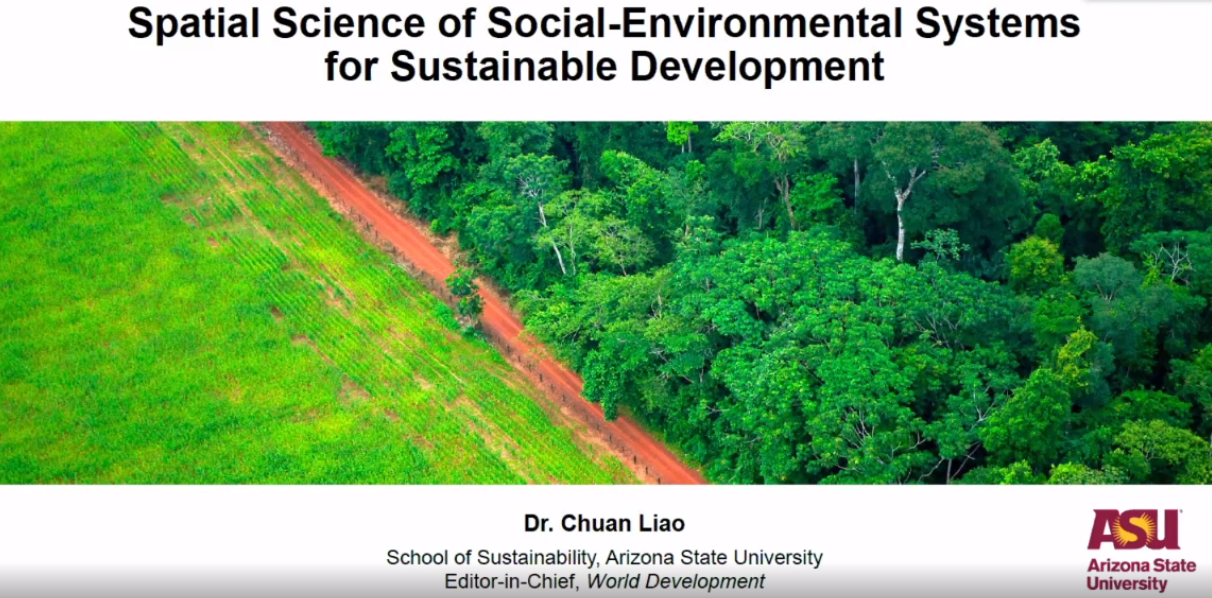 Spatial Science of Social-Environmental Systems
for Sustainable Development
Dr. Chuan Liao
School of Sustainability, Arizona State University
Editor-in-Chief, World Development
ASU
Arizona State
University